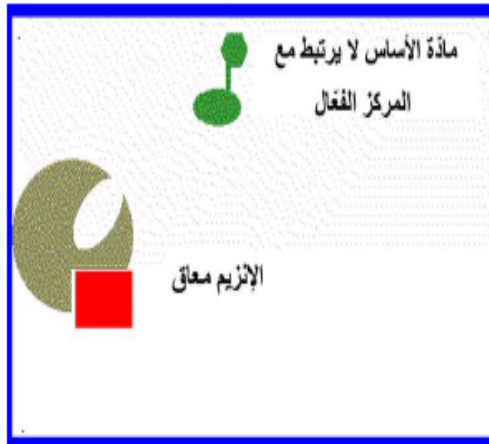 مادّة الأساس لا يرتبط مع
المركز الفعّال
الإنزيم معاق